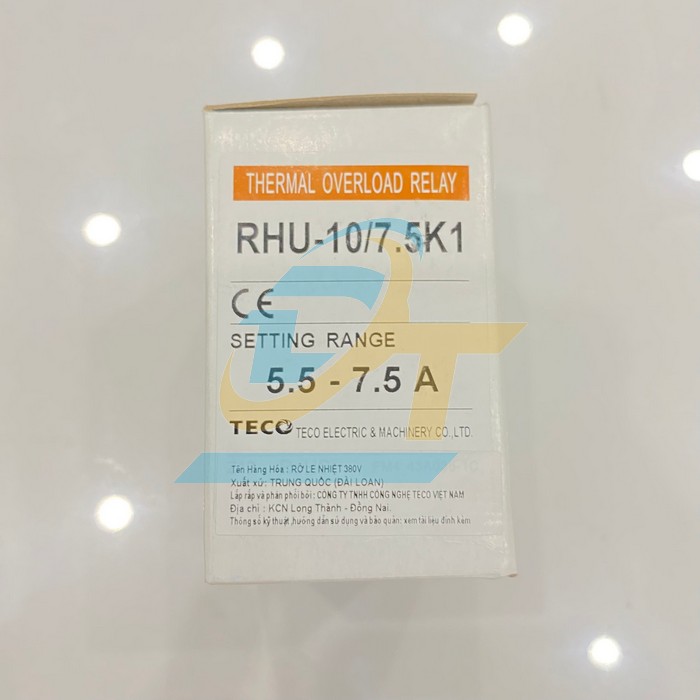 THERMAL OVERLOAD RELAY
RHU-10/7.5K1
CE
SETTING RANGE
5.5 - 7.5 A
TECO TECO ELECTRIC & MACHINERY CO.,LTD.
Tên Hàng Hóa : RỜ LE NHIỆT 380V
Xuất xứ: TRUNG QUỐC (ĐÀI LOAN)
Lắp ráp và phân phối bởi : CÔNG TY TNHH CÔNG NGHỆ TECO VIỆT NAM
Địa chỉ : KCN Long Thành - Đồng Nai.
Thông số kỹ thuật ,hướng dẫn sử dụng và bảo quản: xem tài liệu đính kèm
DT